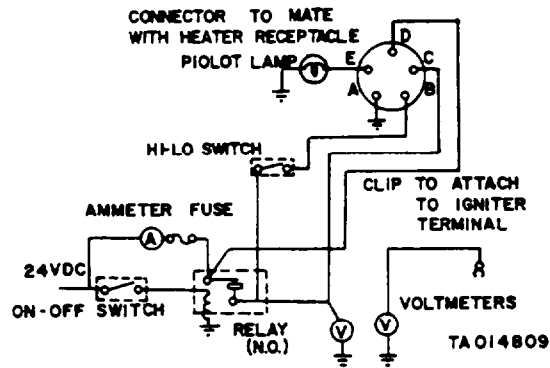 CONNECTOR TO MATE
WITH HEATER RECEPTACLE
PIOLOT LAMP
D
E
C
A
B
HI-LO SWITCH
CLIP TO ATTACH
TO IGNITER
TERMINAL
AMMETER FUSE
A
24VDC
ON-OFF SWITCH
RELAY
(N.O.)
V
V
VOLTMETERS
TA014809